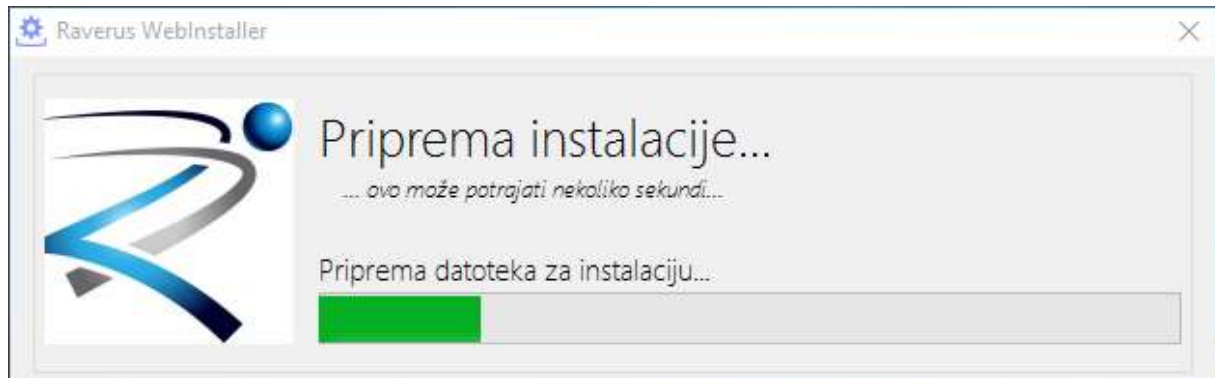 Raverus WebInstaller
Priprema instalacije...
... ovo može potrajati nekoliko sekundi...
Priprema datoteka za instalaciju...